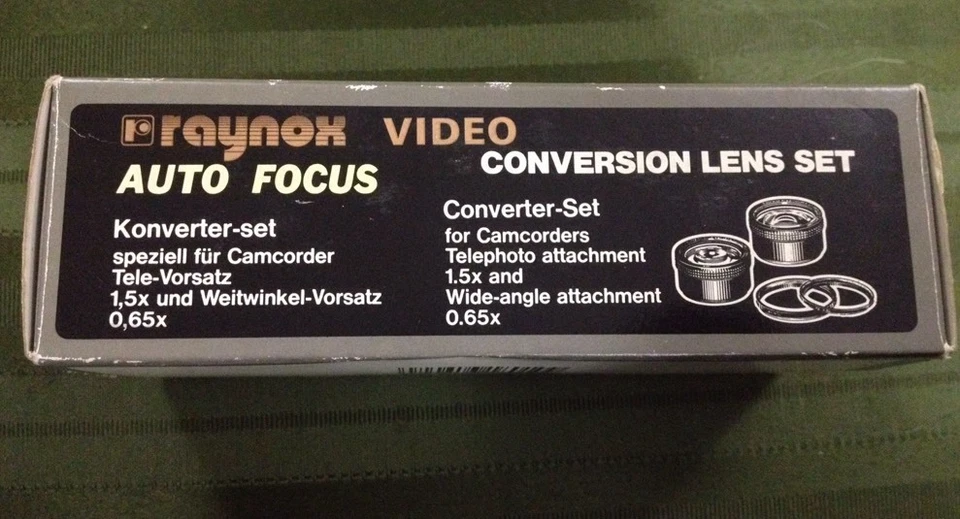 raynox VIDEO
CONVERSION LENS SET
AUTO FOCUS
Konverter-set
speziell für Camcorder
Tele-Vorsatz
1,5x und Weitwinkel-Vorsatz
0,65x
Converter-Set
for Camcorders
Telephoto attachment
1.5x and
Wide-angle attachment
0.65x